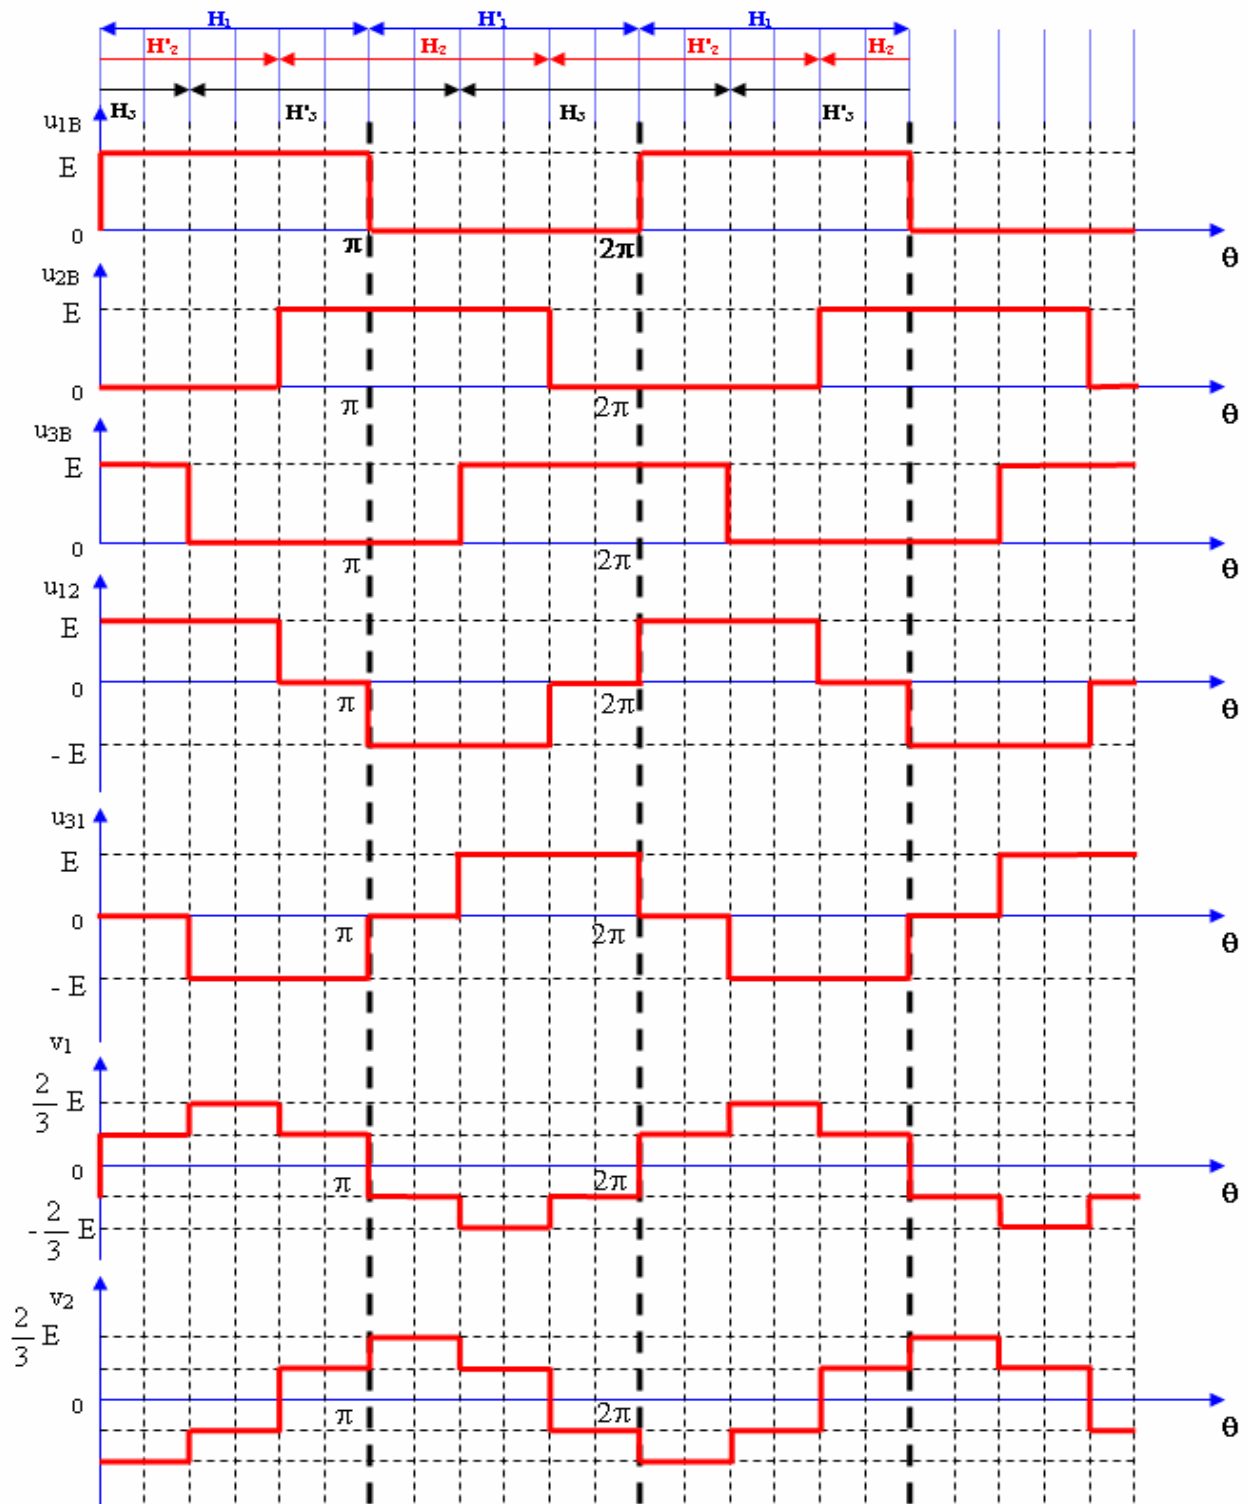 H₁ H'₁ H₁
H'₂ H₂ H'₂ H₂
H₃ H'₃ H₃ H'₃
u₁B
E
0 π 2π θ
u₂B
E
0 π 2π θ
u₃B
E
0 π 2π θ
u₁₂
E
0 π 2π θ
- E
u₃₁
E
0 π 2π θ
- E
v₁
2/3 E
0 π 2π θ
-2/3 E
v₂
2/3 E
0 π 2π θ